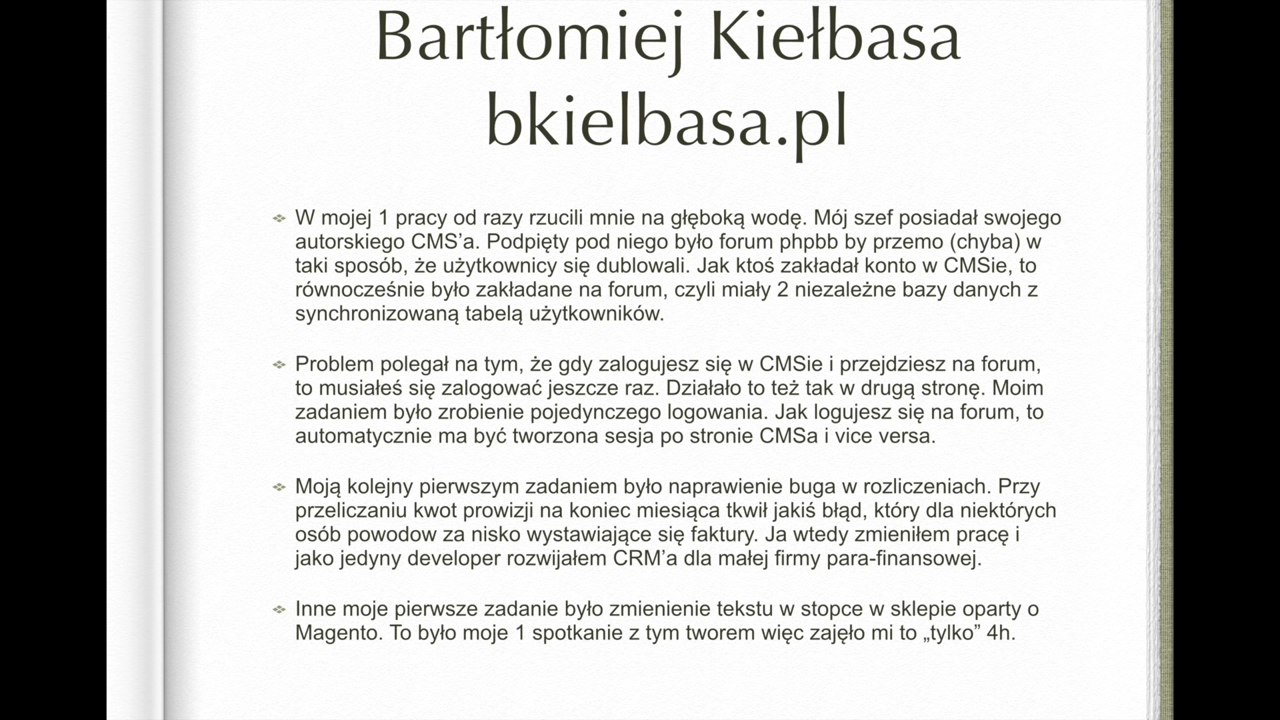 Bartłomiej Kiełbasa
bkielbasa.pl
W mojej 1 pracy od razy rzucili mnie na głęboką wodę. Mój szef posiadał swojego
autorskiego CMS’a. Podpięty pod niego było forum phpbb by przemo (chyba) w
taki sposób, że użytkownicy się dublowali. Jak ktoś zakładał konto w CMSie, to
równocześnie było zakładane na forum, czyli miały 2 niezależne bazy danych z
synchronizowaną tabelą użytkowników.
Problem polegał na tym, że gdy zalogujesz się w CMSie i przejdziesz na forum,
to musiałeś się zalogować jeszcze raz. Działało to też tak w drugą stronę. Moim
zadaniem było zrobienie pojedynczego logowania. Jak logujesz się na forum, to
automatycznie ma być tworzona sesja po stronie CMSa i vice versa.
Moją kolejny pierwszym zadaniem było naprawienie buga w rozliczeniach. Przy
przeliczaniu kwot prowizji na koniec miesiąca tkwił jakiś błąd, który dla niektórych
osób powodow za nisko wystawiające się faktury. Ja wtedy zmieniłem pracę i
jako jedyny developer rozwijałem CRM’a dla małej firmy para-finansowej.
Inne moje pierwsze zadanie było zmienienie tekstu w stopce w sklepie oparty o
Magento. To było moje 1 spotkanie z tym tworem więc zajęło mi to „tylko” 4h.